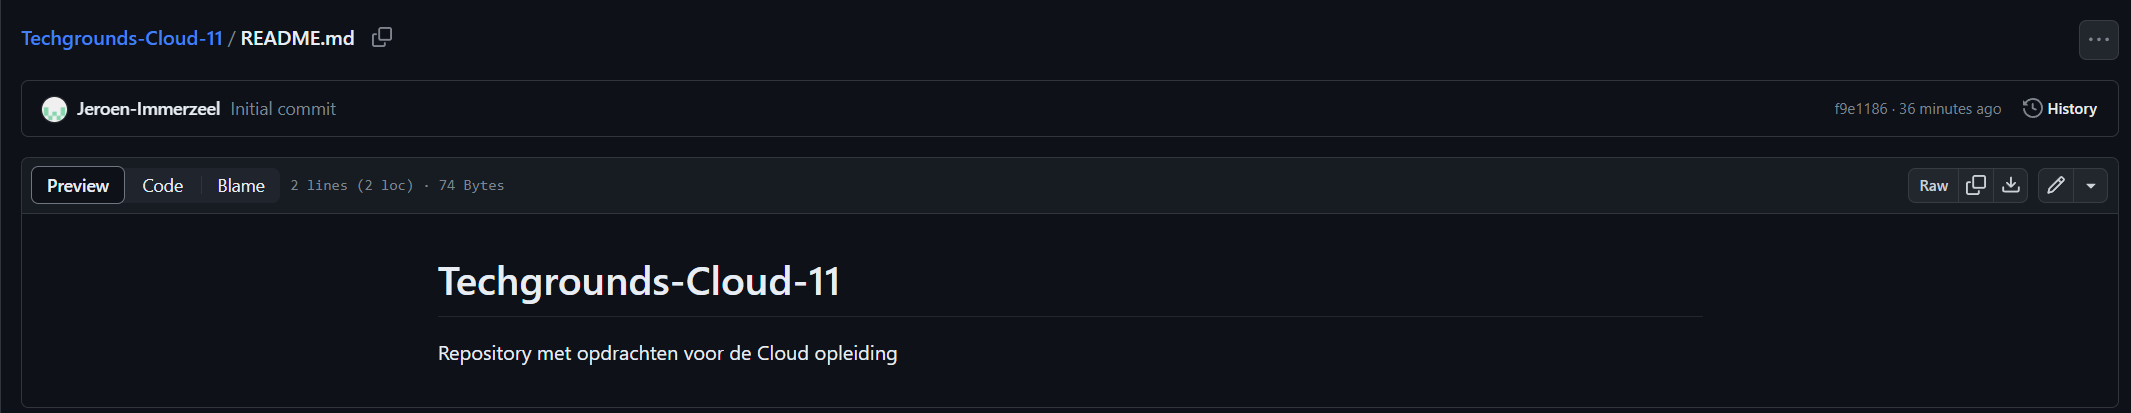 Techgrounds-Cloud-11 / README.md
Jeroen-Immerzeel Initial commit f9e1186 · 36 minutes ago History
Preview Code Blame 2 lines (2 loc) · 74 Bytes Raw
Techgrounds-Cloud-11
Repository met opdrachten voor de Cloud opleiding